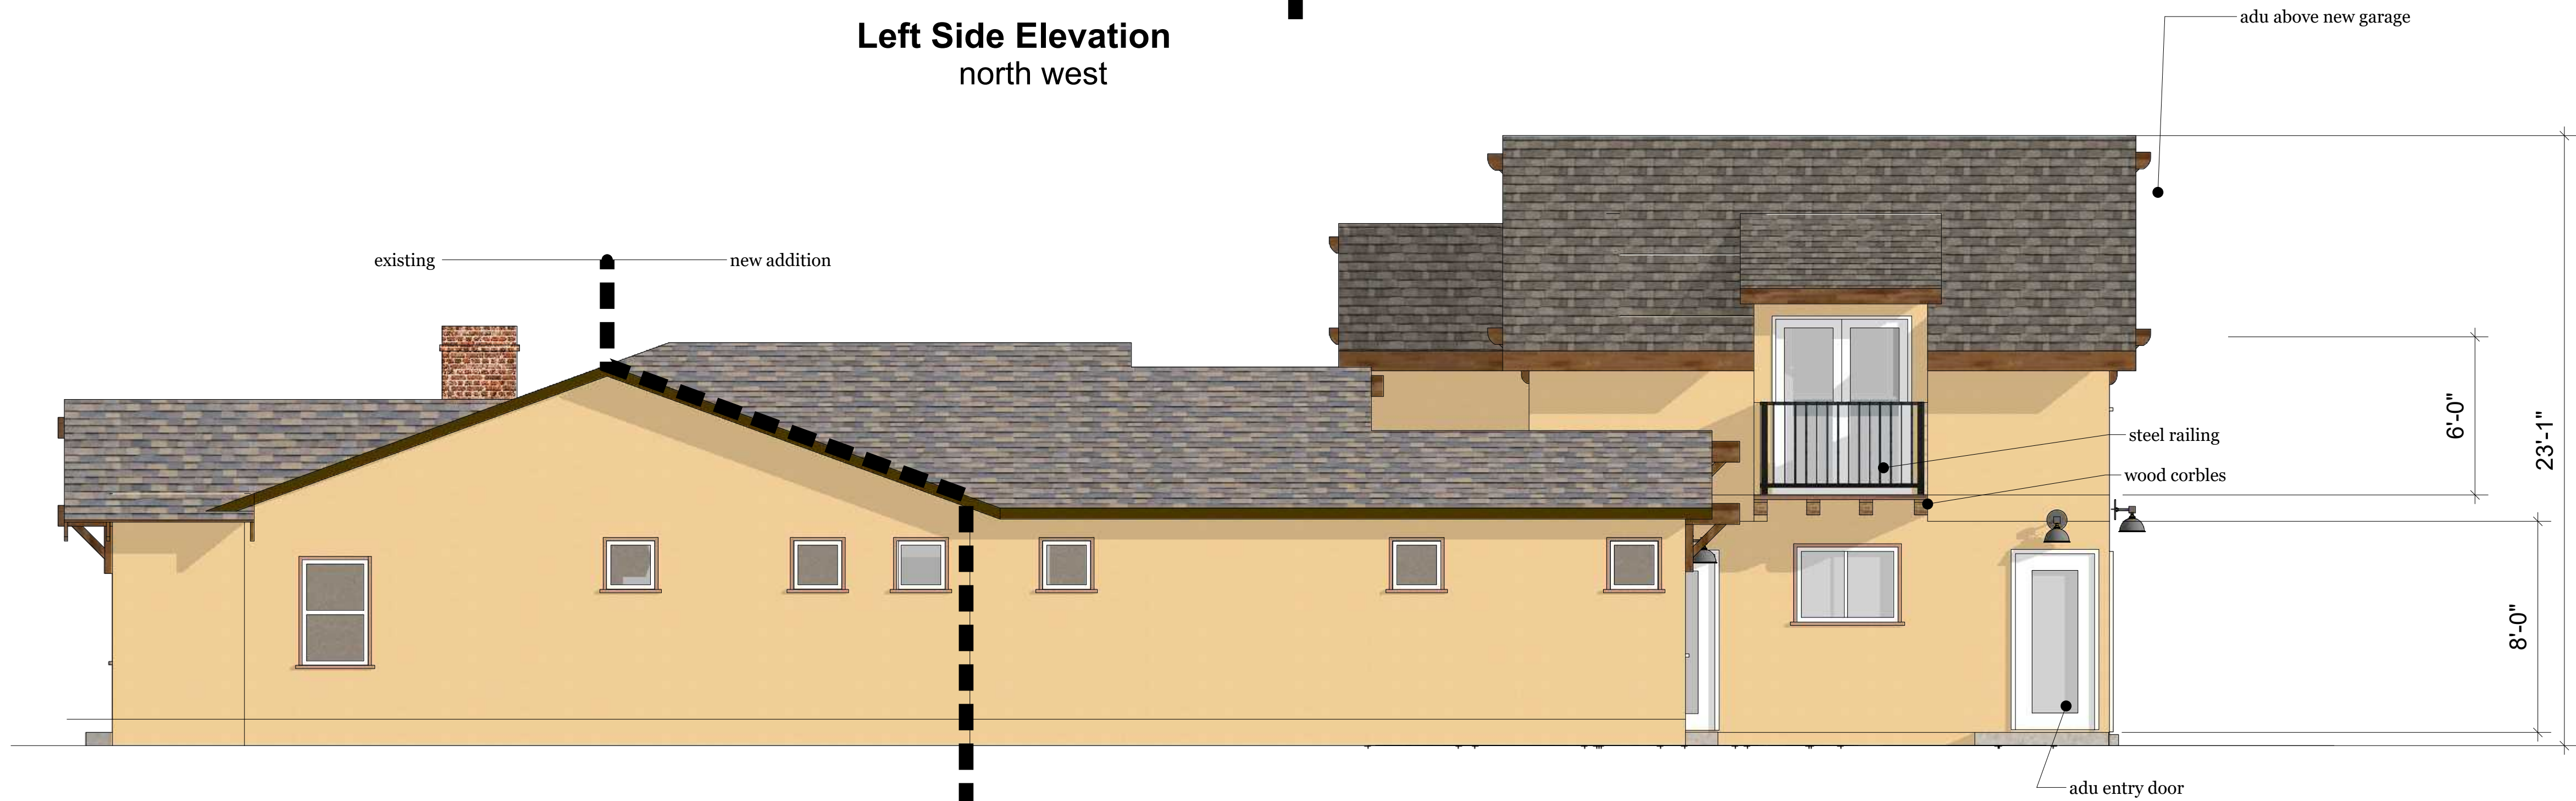 Left Side Elevation
north west
adu above new garage
existing
new addition
6'-0"
23'-1"
steel railing
wood corbles
8'-0"
adu entry door